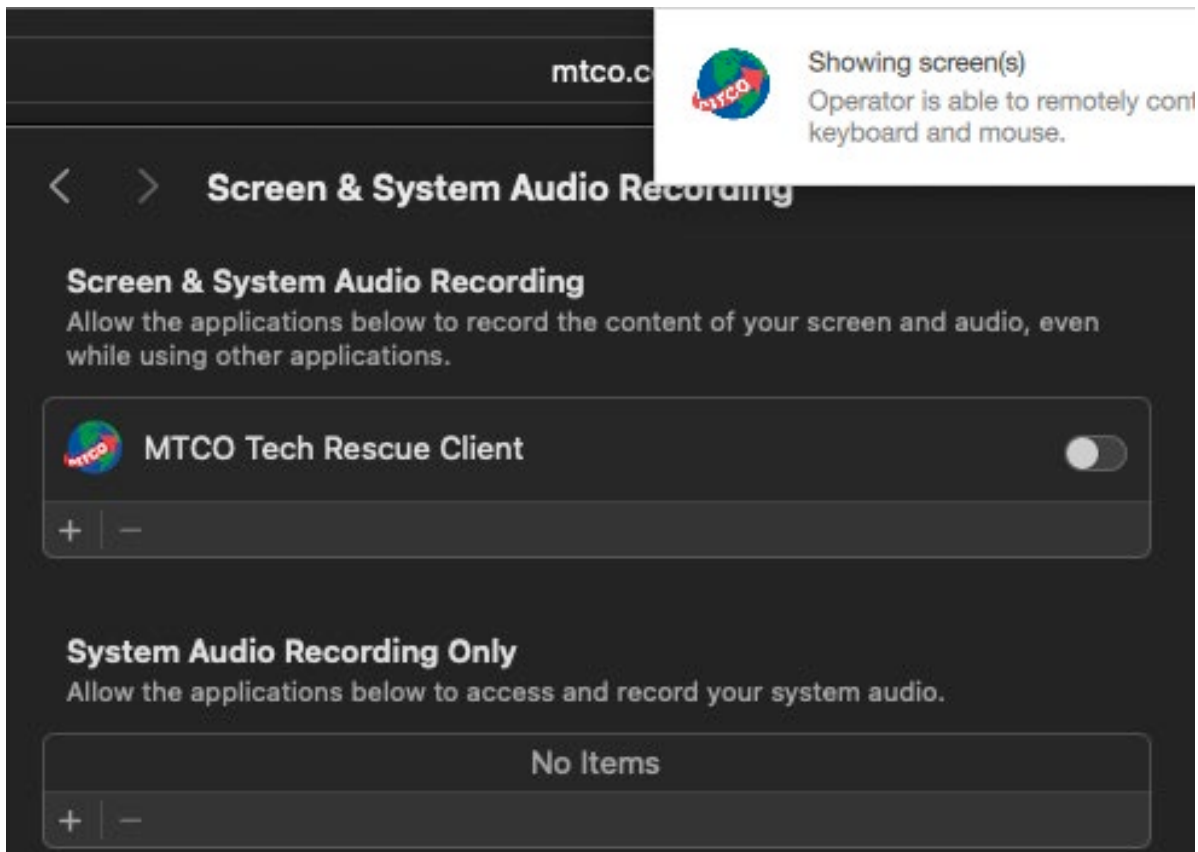 mtco.c
Showing screen(s)
Operator is able to remotely cont
keyboard and mouse.
Screen & System Audio Recording
Screen & System Audio Recording
Allow the applications below to record the content of your screen and audio, even
while using other applications.
MTCO
MTCO Tech Rescue Client
System Audio Recording Only
Allow the applications below to access and record your system audio.
No Items